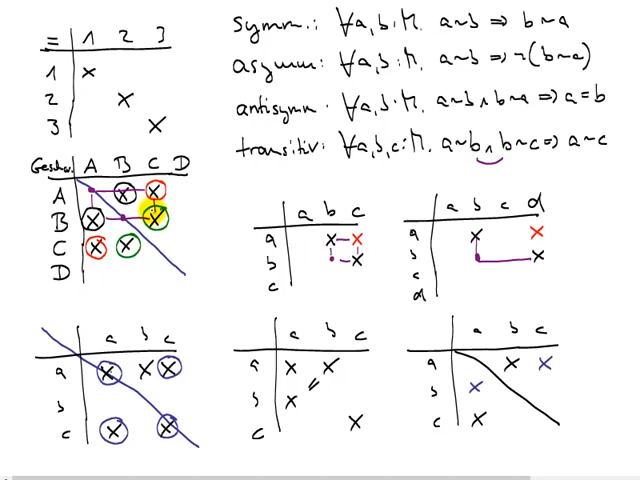 = 1 2 3
1 x
2 x
3 x
symm.: ∀a,b:M. a~b ⇒ b~a
asymm: ∀a,b:M. a~b ⇒ ¬(b~a)
antisymm: ∀a,b:M. a~b ∧ b~a ⇒ a=b
transitiv: ∀a,b,c:M. a~b ∧ b~c ⇒ a~c
Geschw. A B C D
A x x
B x x
C x x
D
a b c
a x x
b x
c
a b c d
a x x
b x
c
d
a b c
a x x x
b
c x x
a b c
a x x
b x
c x
a b c
a x x
b x
c x